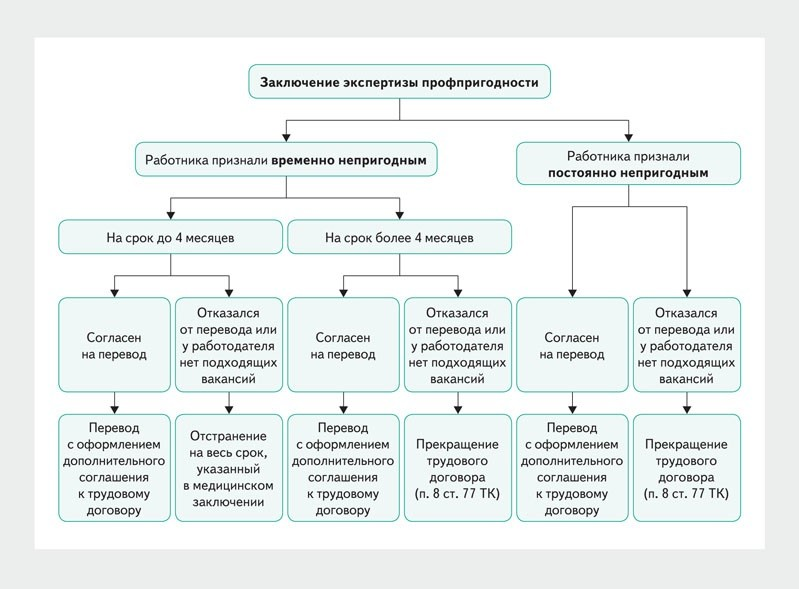 Заключение экспертизы профпригодности
Работника признали временно непригодным
Работника признали
постоянно непригодным
На срок до 4 месяцев
На срок более 4 месяцев
Согласен
на перевод
Отказался
от перевода или
у работодателя
нет подходящих
вакансий
Согласен
на перевод
Отказался
от перевода или
у работодателя
нет подходящих
вакансий
Согласен
на перевод
Отказался
от перевода или
у работодателя
нет подходящих
вакансий
Перевод
с оформлением
дополнительного
соглашения
к трудовому
договору
Отстранение
на весь срок,
указанный
в медицинском
заключении
Перевод
с оформлением
дополнительного
соглашения
к трудовому
договору
Прекращение
трудового
договора
(п. 8 ст. 77 ТК)
Перевод
с оформлением
дополнительного
соглашения
к трудовому
договору
Прекращение
трудового
договора
(п. 8 ст. 77 ТК)